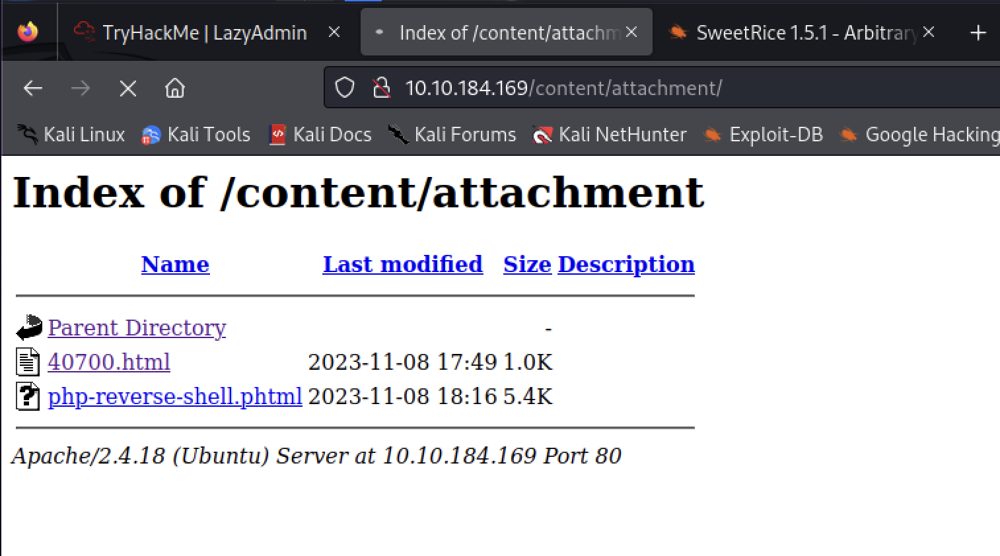 TryHackMe | LazyAdmin
Index of /content/attachm
SweetRice 1.5.1 - Arbitrary
10.10.184.169/content/attachment/
Kali Linux Kali Tools Kali Docs Kali Forums Kali NetHunter Exploit-DB Google Hacking
Index of /content/attachment
Name Last modified Size Description
Parent Directory -
40700.html 2023-11-08 17:49 1.0K
php-reverse-shell.phtml 2023-11-08 18:16 5.4K
Apache/2.4.18 (Ubuntu) Server at 10.10.184.169 Port 80